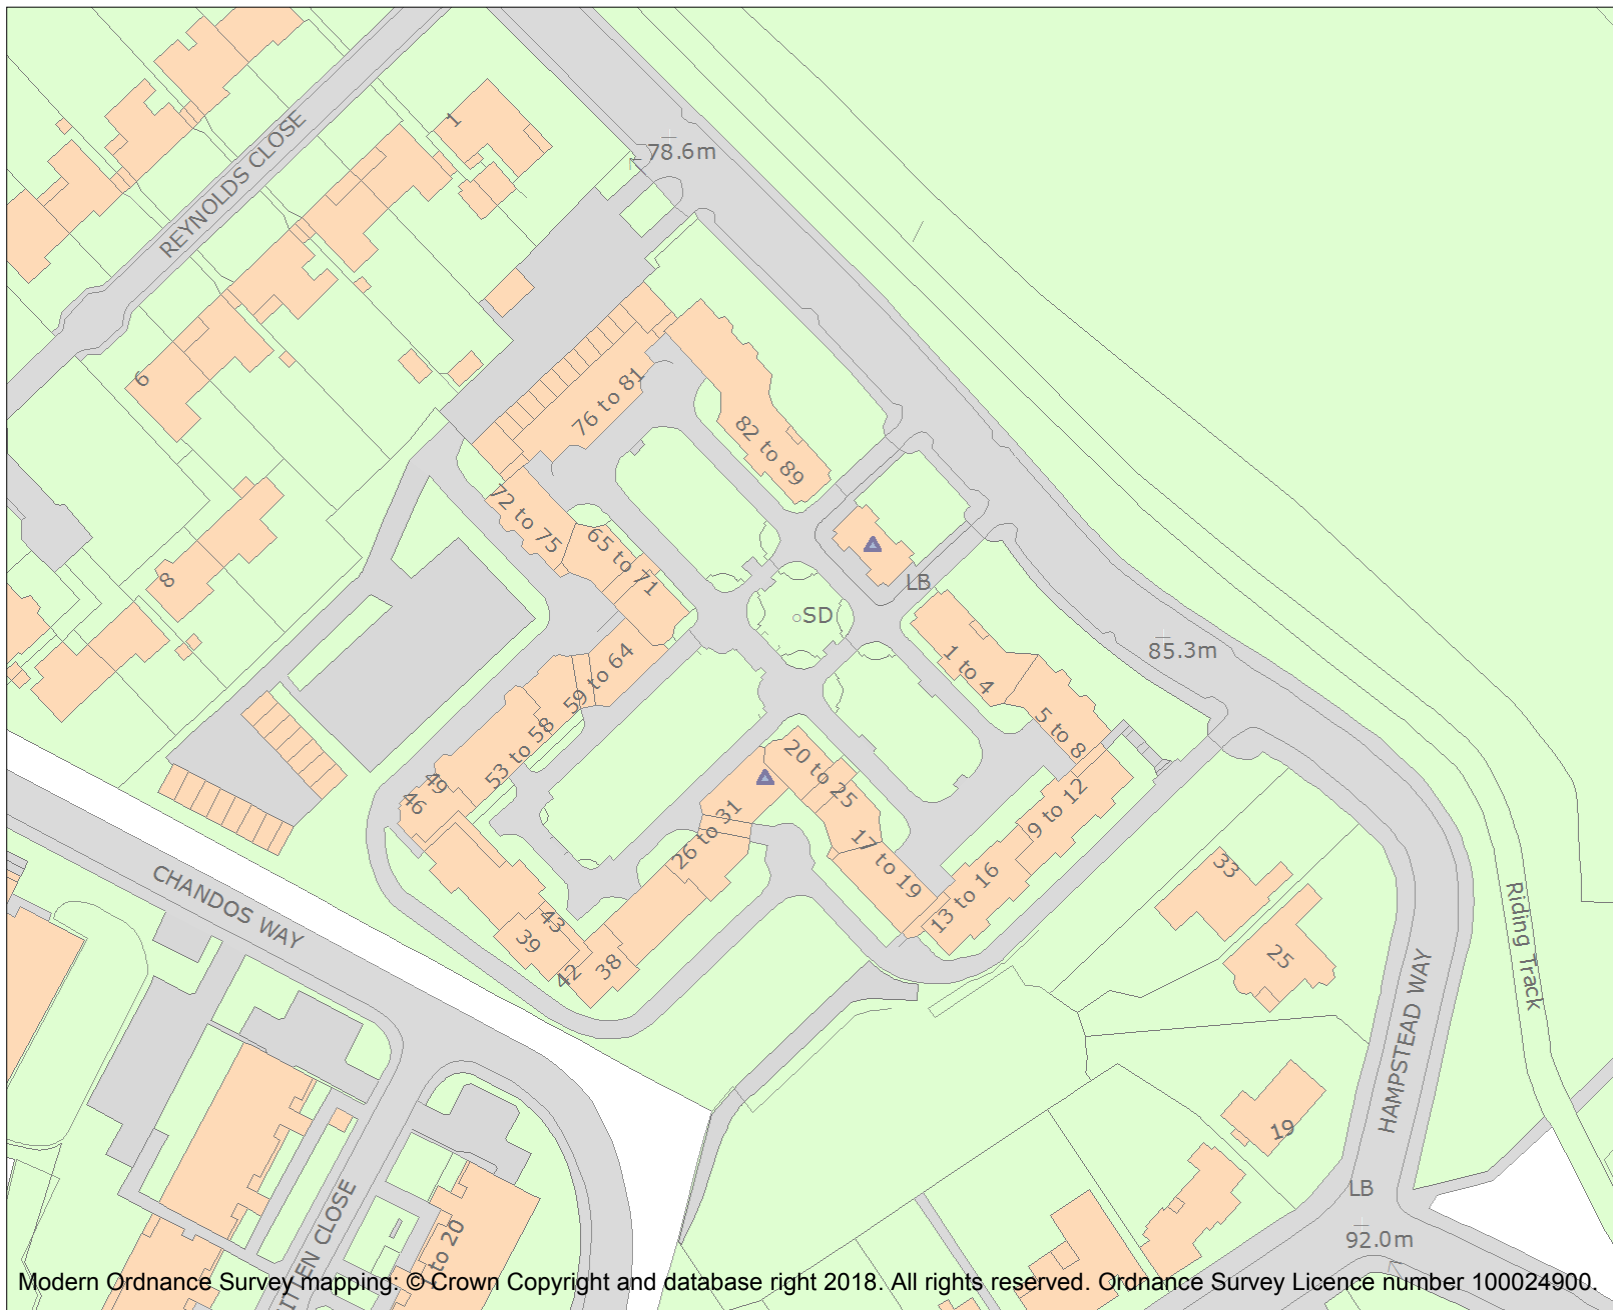 1
78.6m
REYNOLDS CLOSE
6
76 to 81
82 to 89
72 to 75
65 to 71
8
LB
SD
1 to 4
85.3m
59 to 64
5 to 8
53 to 58
20 to 25
49
46
26 to 31
9 to 12
17 to 19
33
13 to 16
CHANDOS WAY
43
39
42
38
25
Riding Track
HAMPSTEAD WAY
19
LB
92.0m
to 20
CLOSE
Modern Ordnance Survey mapping: © Crown Copyright and database right 2018. All rights reserved. Ordnance Survey Licence number 100024900.